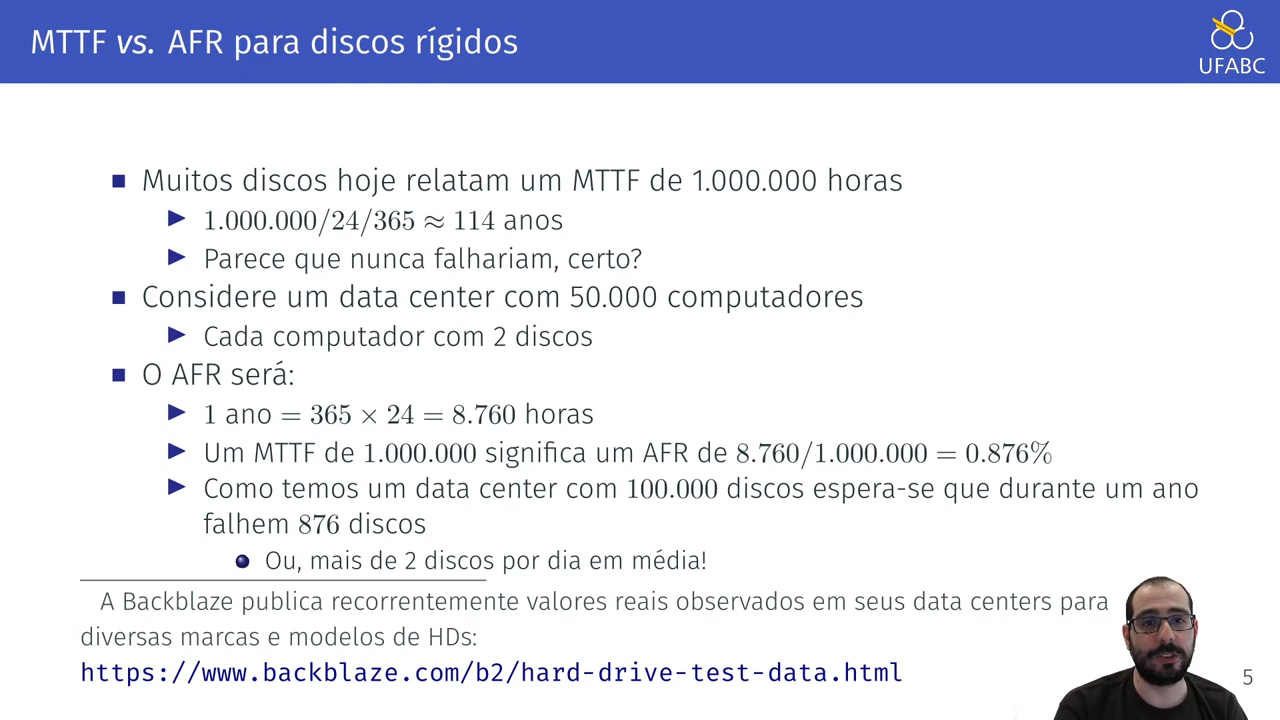 MTTF vs. AFR para discos rígidos
UFABC
Muitos discos hoje relatam um MTTF de 1.000.000 horas
1.000.000/24/365 ≈ 114 anos
Parece que nunca falhariam, certo?
Considere um data center com 50.000 computadores
Cada computador com 2 discos
O AFR será:
1 ano = 365 × 24 = 8.760 horas
Um MTTF de 1.000.000 significa um AFR de 8.760/1.000.000 = 0.876%
Como temos um data center com 100.000 discos espera-se que durante um ano
falhem 876 discos
Ou, mais de 2 discos por dia em média!
A Backblaze publica recorrentemente valores reais observados em seus data centers para
diversas marcas e modelos de HDs:
https://www.backblaze.com/b2/hard-drive-test-data.html
5